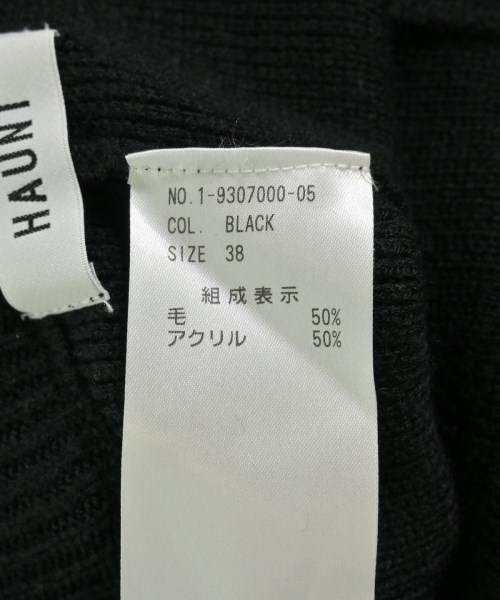 HAUNT
NO.1-9307000-05
COL. BLACK
SIZE 38
組成表示
毛 50%
アクリル 50%